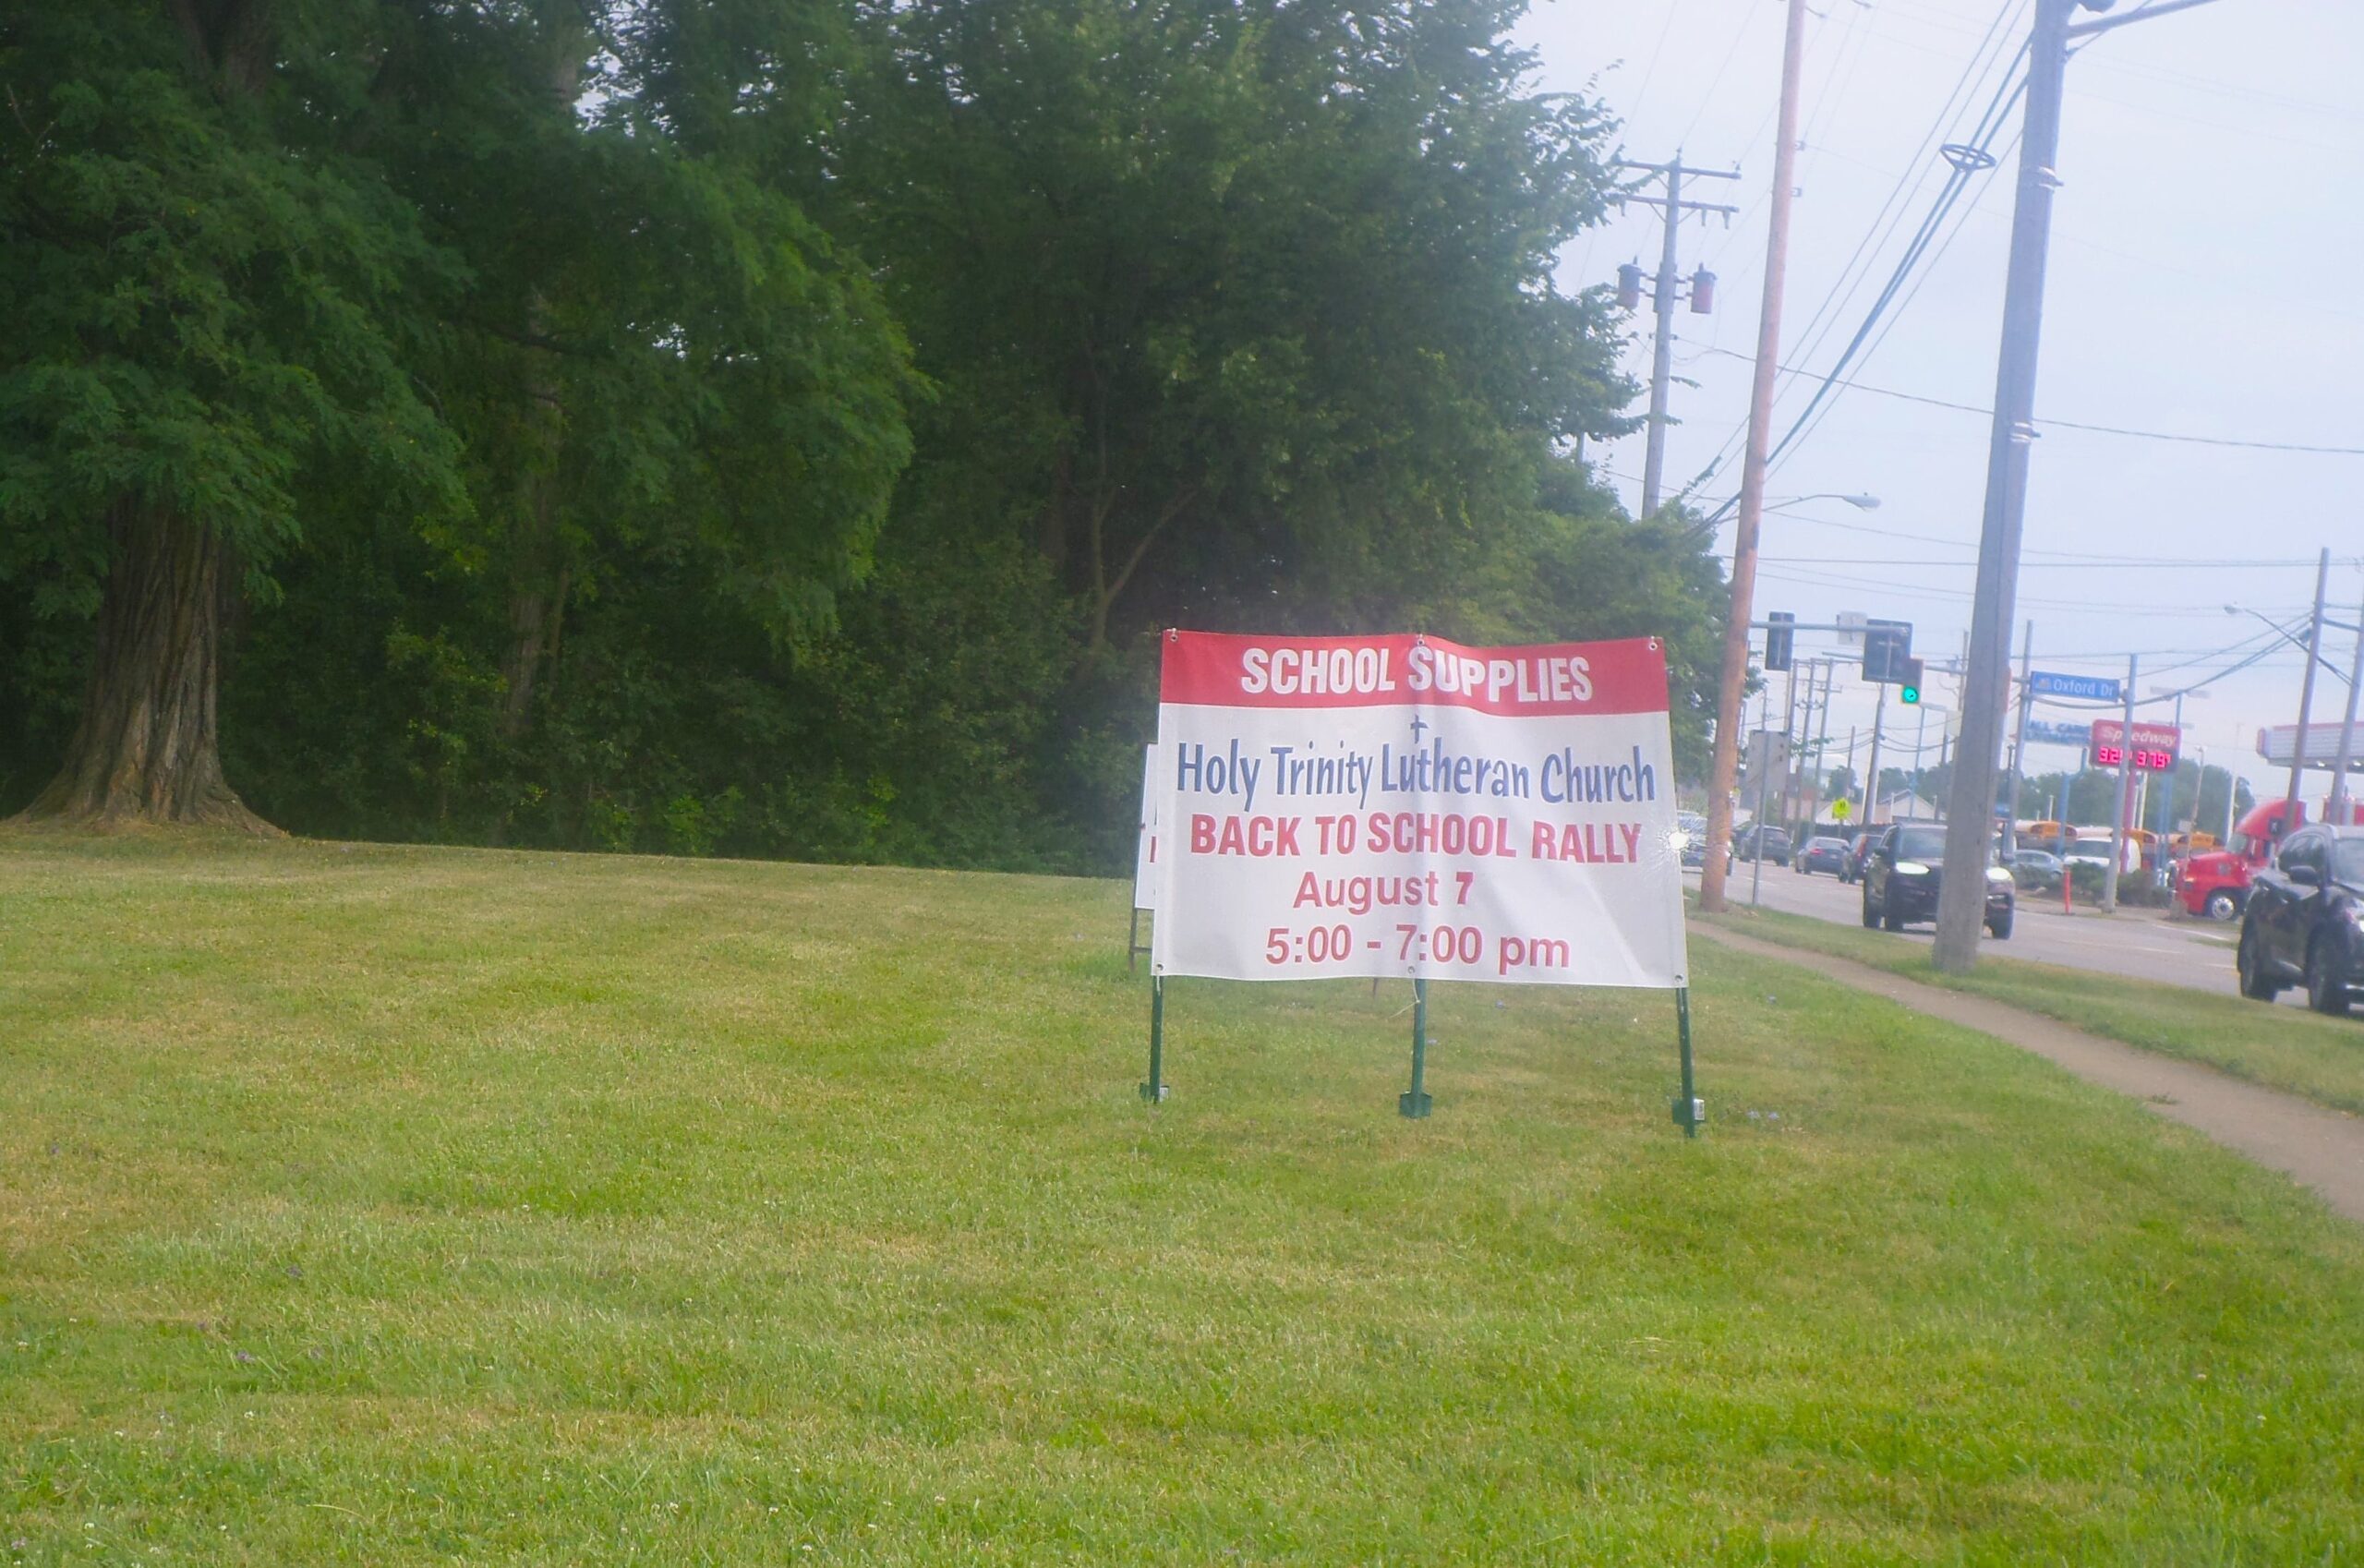 SCHOOL SUPPLIES
Holy Trinity Lutheran Church
BACK TO SCHOOL RALLY
August 7
5:00 - 7:00 pm
Oxford Dr
Speedway